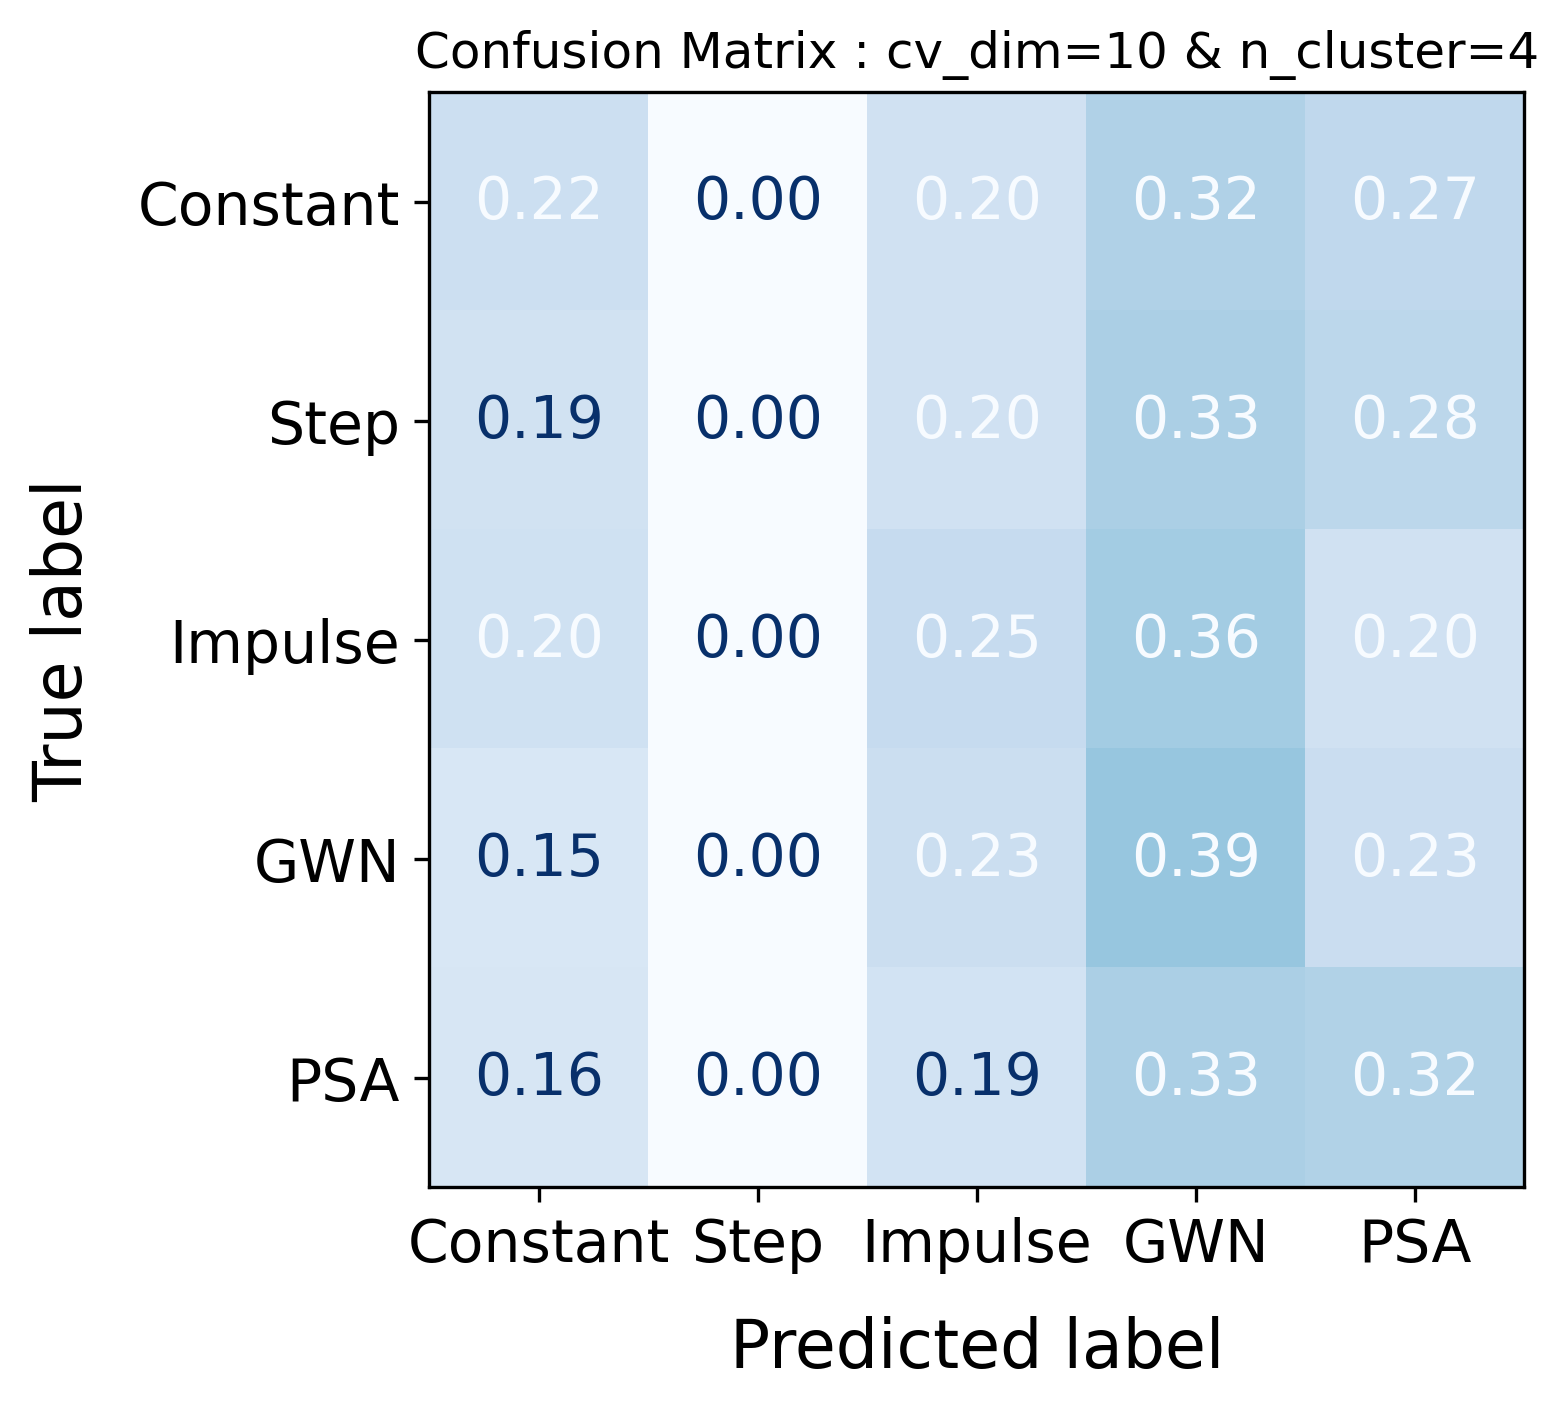 Confusion Matrix : cv_dim=10 & n_cluster=4
True label
Constant 0.22 0.00 0.20 0.32 0.27
Step 0.19 0.00 0.20 0.33 0.28
Impulse 0.20 0.00 0.25 0.36 0.20
GWN 0.15 0.00 0.23 0.39 0.23
PSA 0.16 0.00 0.19 0.33 0.32
Constant Step Impulse GWN PSA
Predicted label